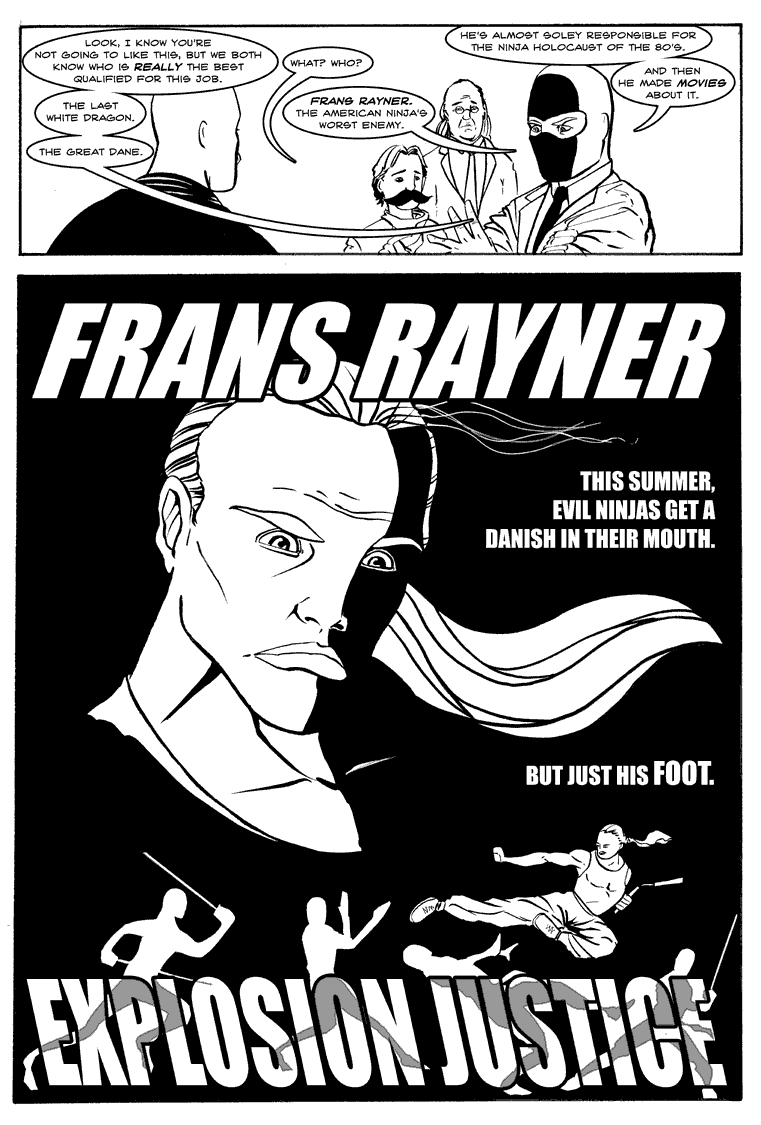 LOOK, I KNOW YOU'RE
NOT GOING TO LIKE THIS, BUT WE BOTH
KNOW WHO IS REALLY THE BEST
QUALIFIED FOR THIS JOB.
WHAT? WHO?
THE LAST
WHITE DRAGON.
THE GREAT DANE.
FRANS RAYNER.
THE AMERICAN NINJA'S
WORST ENEMY.
HE'S ALMOST SOLEY RESPONSIBLE FOR
THE NINJA HOLOCAUST OF THE 80'S.
AND THEN
HE MADE MOVIES
ABOUT IT.
FRANS RAYNER
THIS SUMMER,
EVIL NINJAS GET A
DANISH IN THEIR MOUTH.
BUT JUST HIS FOOT.
EXPLOSION JUSTICE